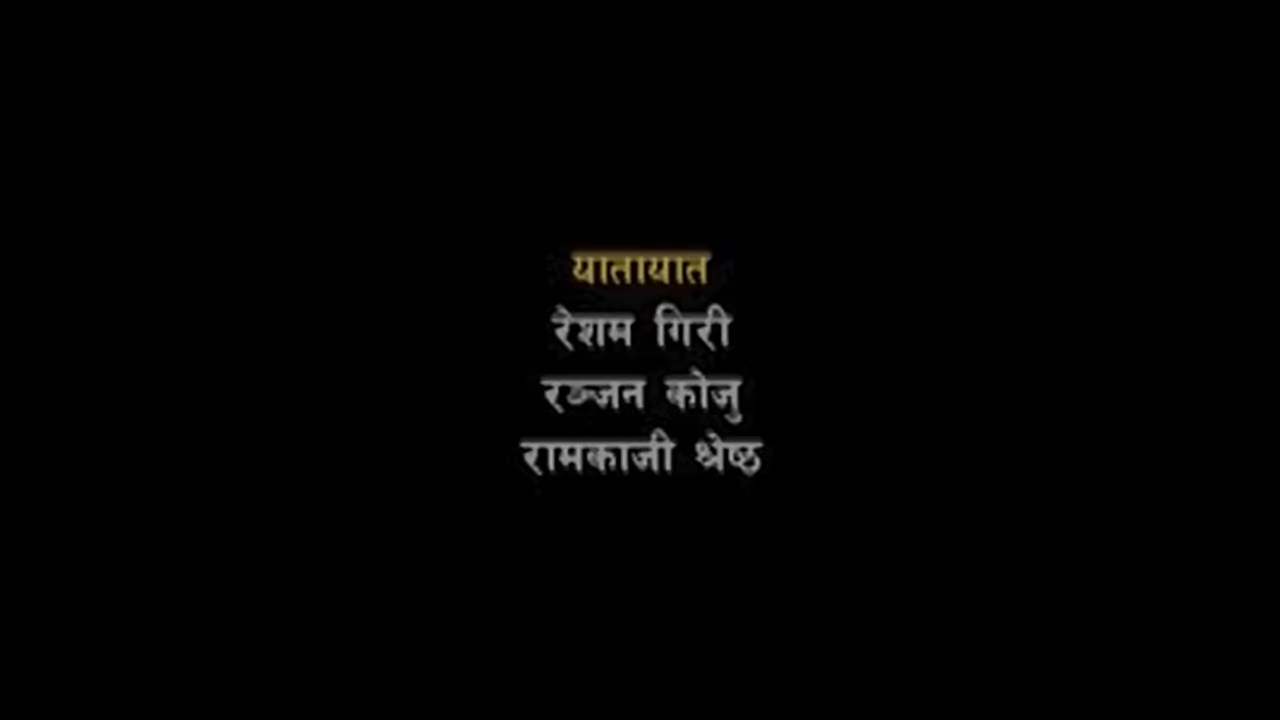 यातायात
रेशम गिरी
रञ्जन कोजु
रामकाजी श्रेष्ठ